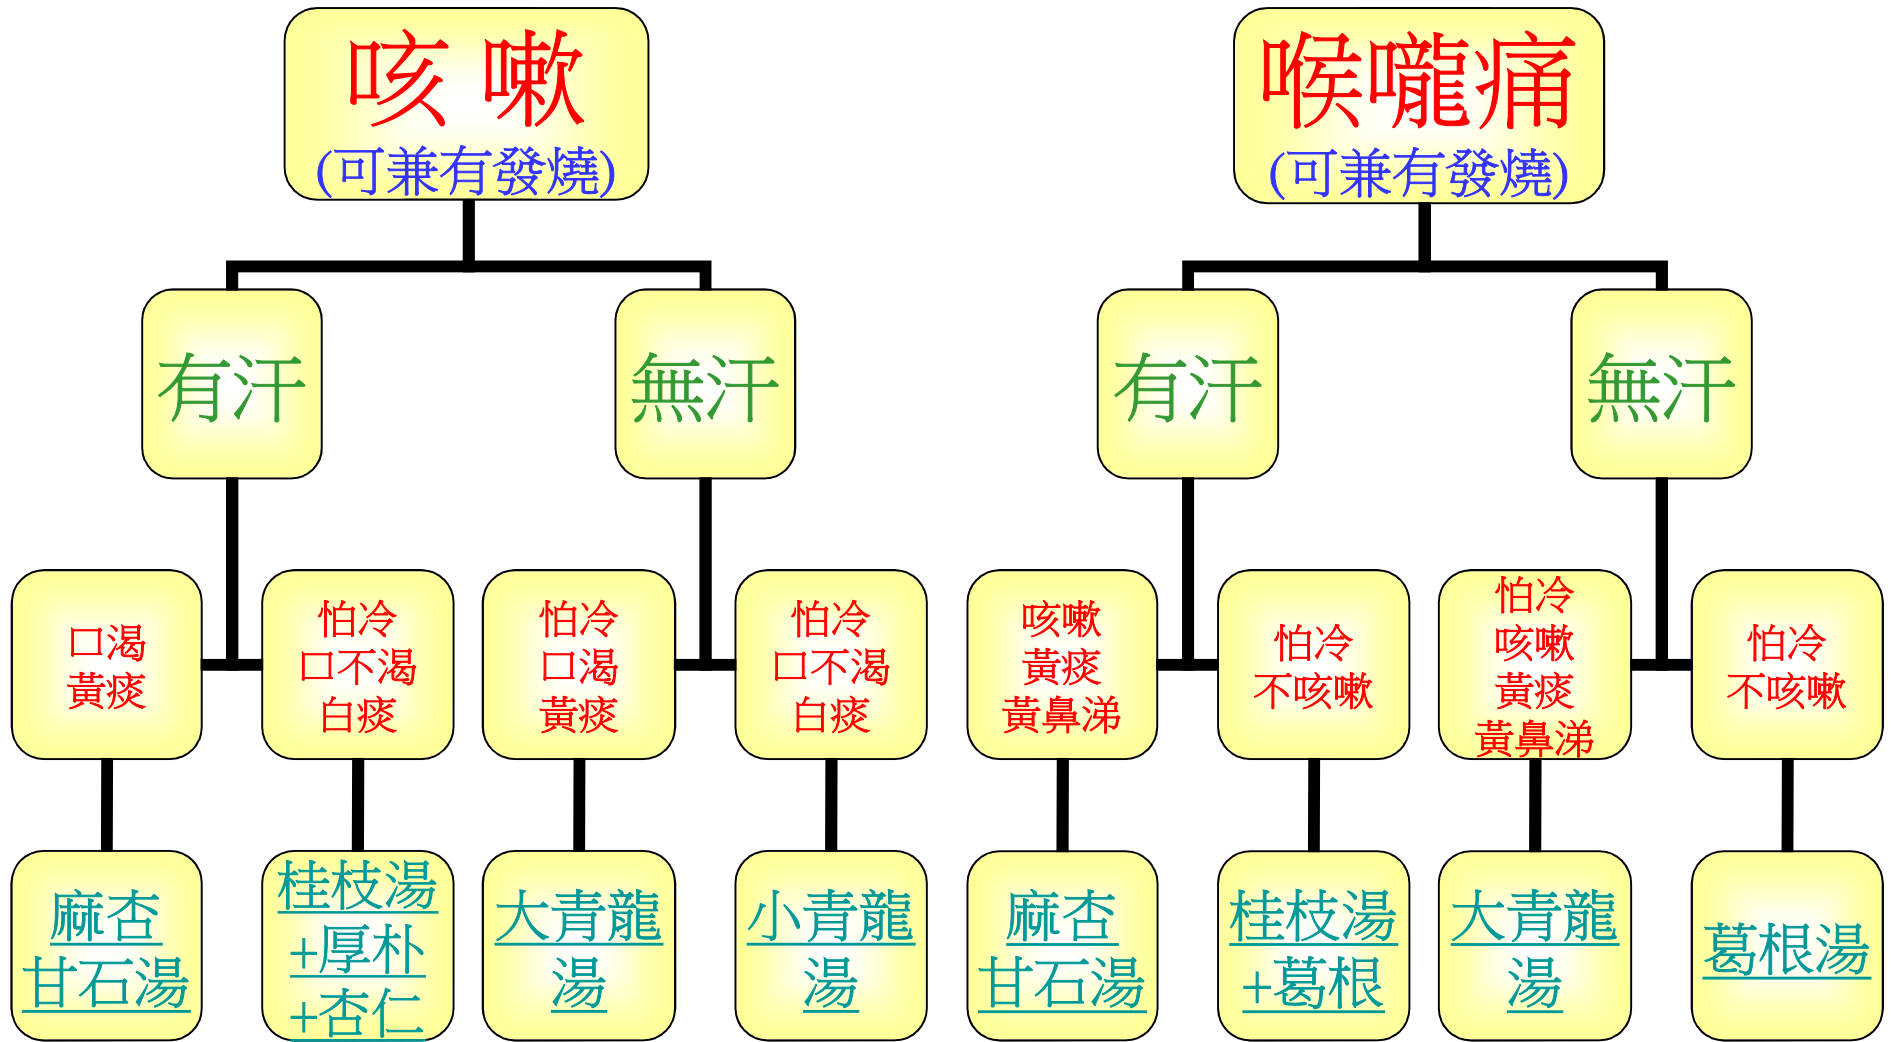 咳 嗽
(可兼有發燒)
喉嚨痛
(可兼有發燒)
有汗
無汗
有汗
無汗
口渴
黃痰
怕冷
口不渴
白痰
怕冷
口渴
黃痰
怕冷
口不渴
白痰
咳嗽
黃痰
黃鼻涕
怕冷
不咳嗽
怕冷
咳嗽
黃痰
黃鼻涕
怕冷
不咳嗽
麻杏
甘石湯
桂枝湯
+厚朴
+杏仁
大青龍
湯
小青龍
湯
麻杏
甘石湯
桂枝湯
+葛根
大青龍
湯
葛根湯